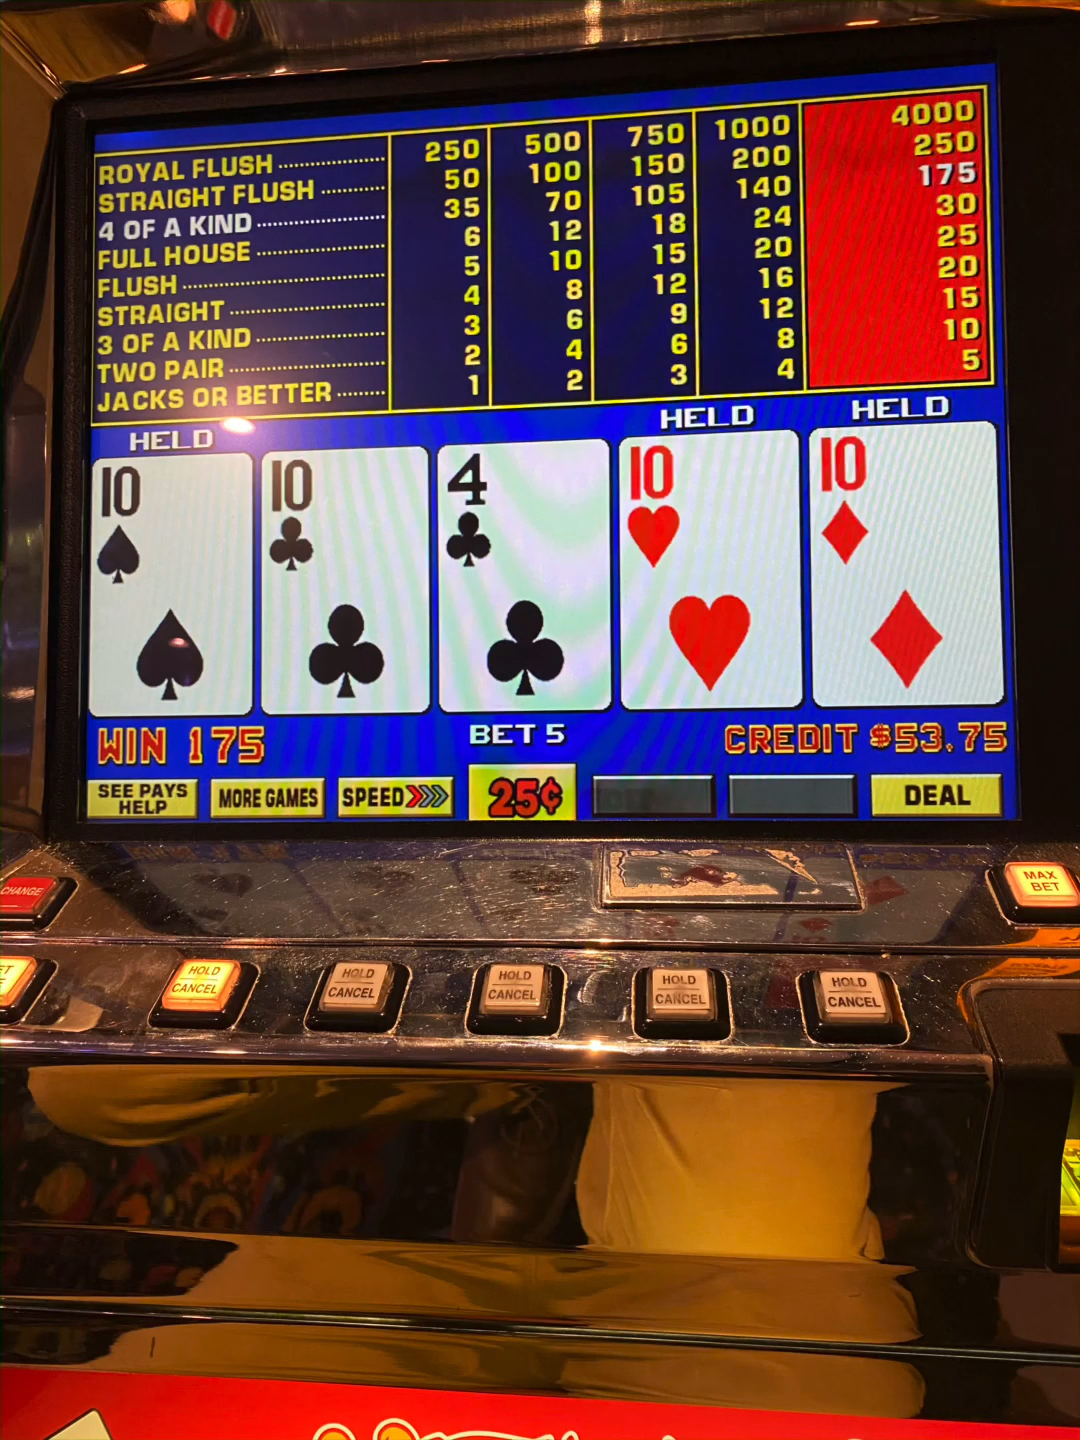 ROYAL FLUSH 250 500 750 1000 4000
STRAIGHT FLUSH 50 100 150 200 250
4 OF A KIND 35 70 105 140 175
FULL HOUSE 6 12 18 24 30
FLUSH 5 10 15 20 25
STRAIGHT 4 8 12 16 20
3 OF A KIND 3 6 9 12 15
TWO PAIR 2 4 6 8 10
JACKS OR BETTER 1 2 3 4 5
HELD HELD HELD
10 10 4 10 10
WIN 175 BET 5 CREDIT $53.75
SEE PAYS
HELP
MORE GAMES
SPEED
25¢
DEAL
CHANGE
MAX
BET
HOLD
CANCEL
HOLD
CANCEL
HOLD
CANCEL
HOLD
CANCEL
HOLD
CANCEL